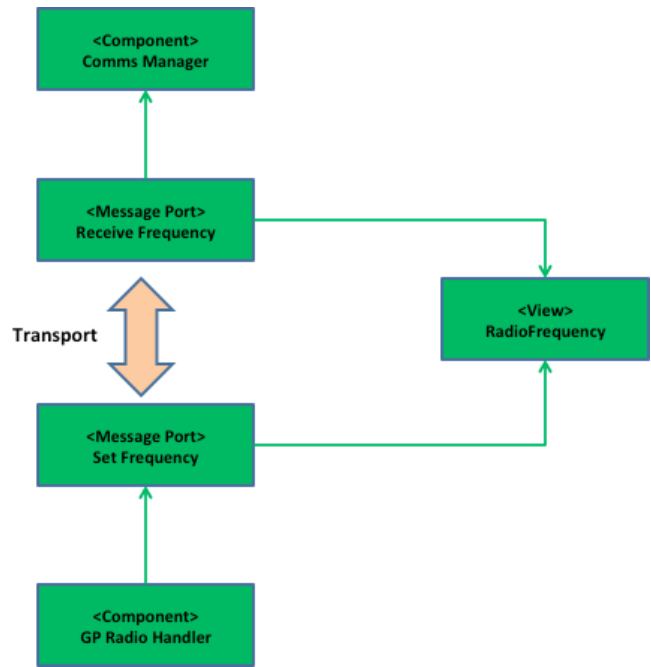 <Component>
Comms Manager
<Message Port>
Receive Frequency
<View>
RadioFrequency
Transport
<Message Port>
Set Frequency
<Component>
GP Radio Handler